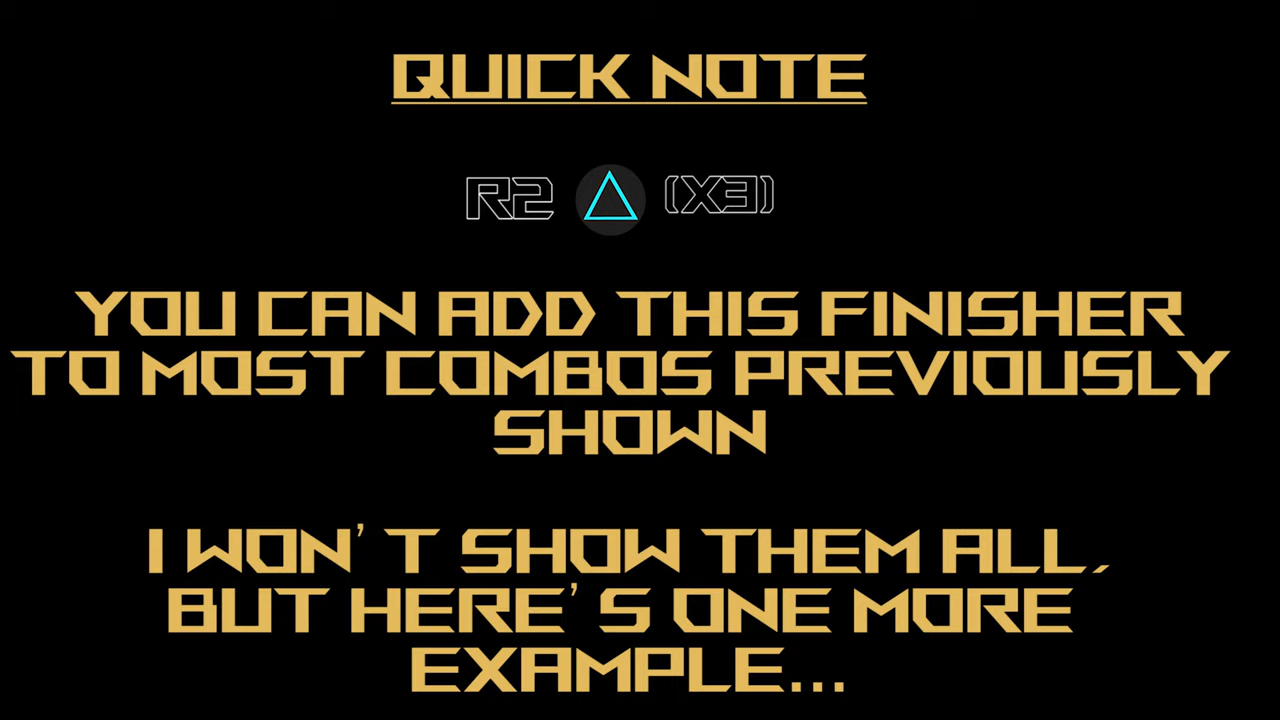 QUICK NOTE
R2 (X3)
YOU CAN ADD THIS FINISHER
TO MOST COMBOS PREVIOUSLY
SHOWN
I WON'T SHOW THEM ALL,
BUT HERE'S ONE MORE
EXAMPLE...